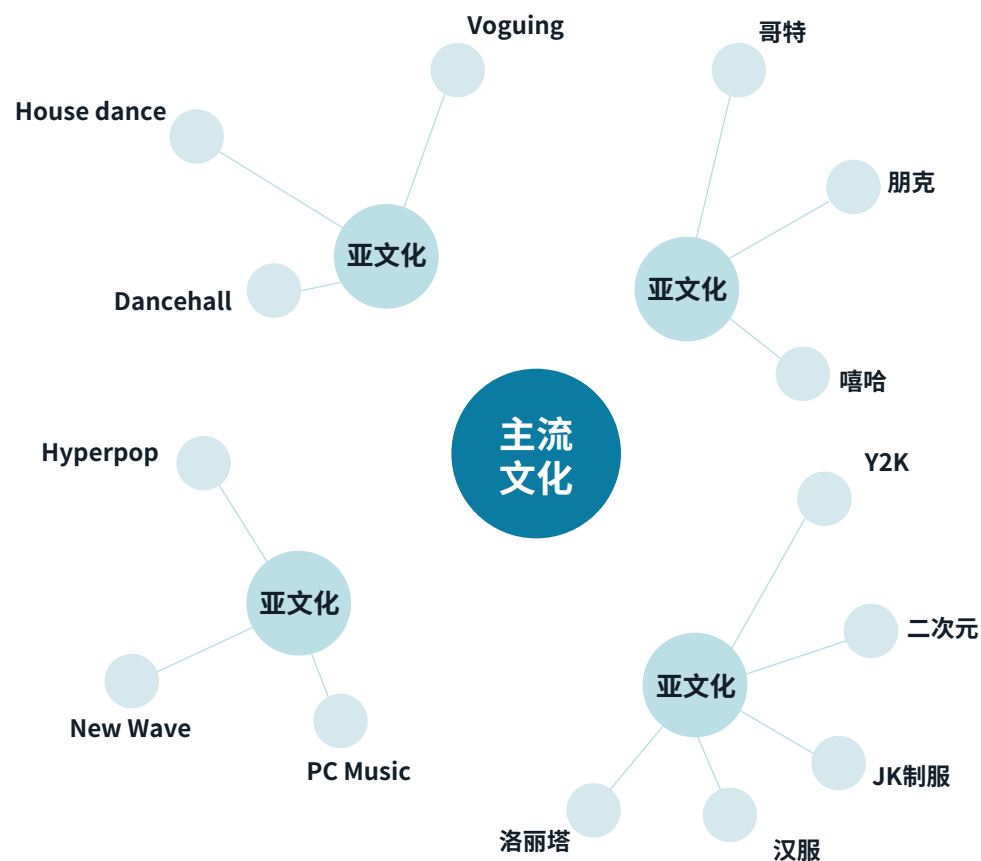 Voguing
House dance
亚文化
Dancehall
哥特
朋克
亚文化
嘻哈
主流
文化
Hyperpop
亚文化
New Wave
PC Music
Y2K
二次元
亚文化
JK制服
洛丽塔
汉服